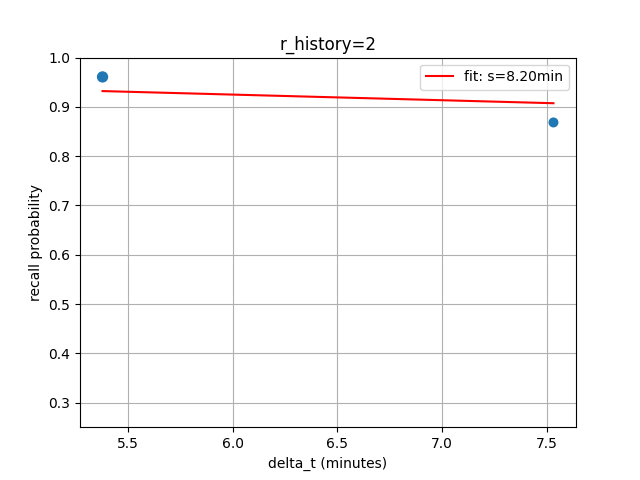 r_history=2
fit: s=8.20min
1.0
0.9
0.8
0.7
0.6
0.5
0.4
0.3
recall probability
5.5 6.0 6.5 7.0 7.5
delta_t (minutes)